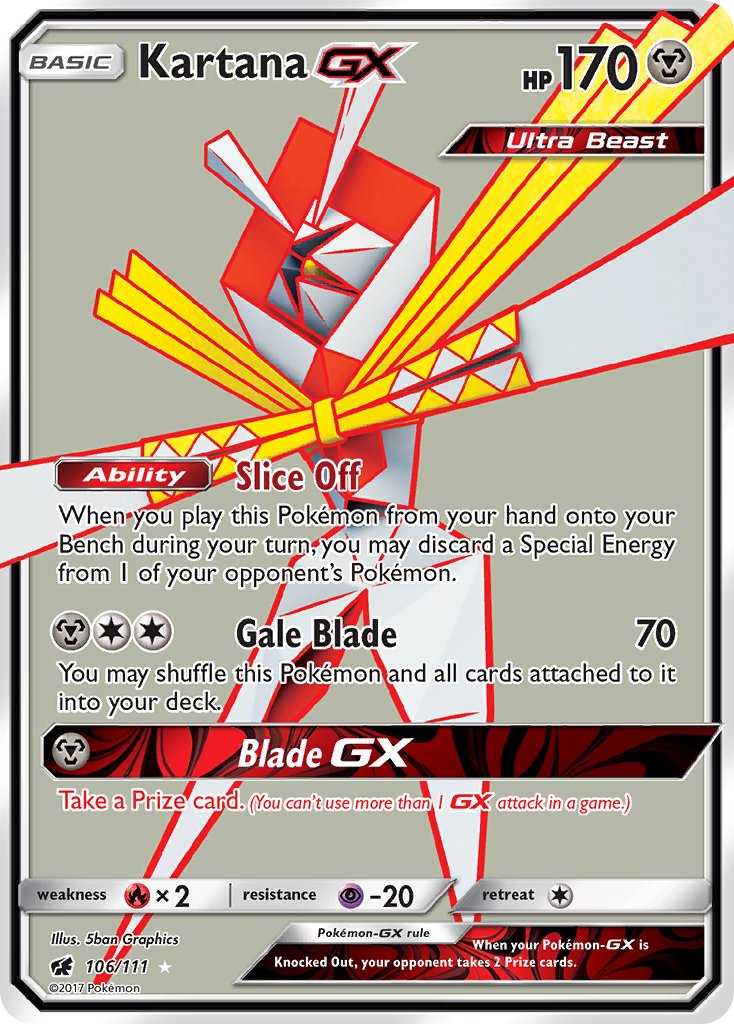 BASIC Kartana GX HP 170
Ultra Beast
Ability Slice Off
When you play this Pokémon from your hand onto your
Bench during your turn, you may discard a Special Energy
from 1 of your opponent's Pokémon.
Gale Blade 70
You may shuffle this Pokémon and all cards attached to it
into your deck.
Blade GX
Take a Prize card. (You can't use more than 1 GX attack in a game.)
weakness ×2 resistance -20 retreat
Illus. 5ban Graphics
106/111
©2017 Pokémon
Pokémon-GX rule
When your Pokémon-GX is
Knocked Out, your opponent takes 2 Prize cards.